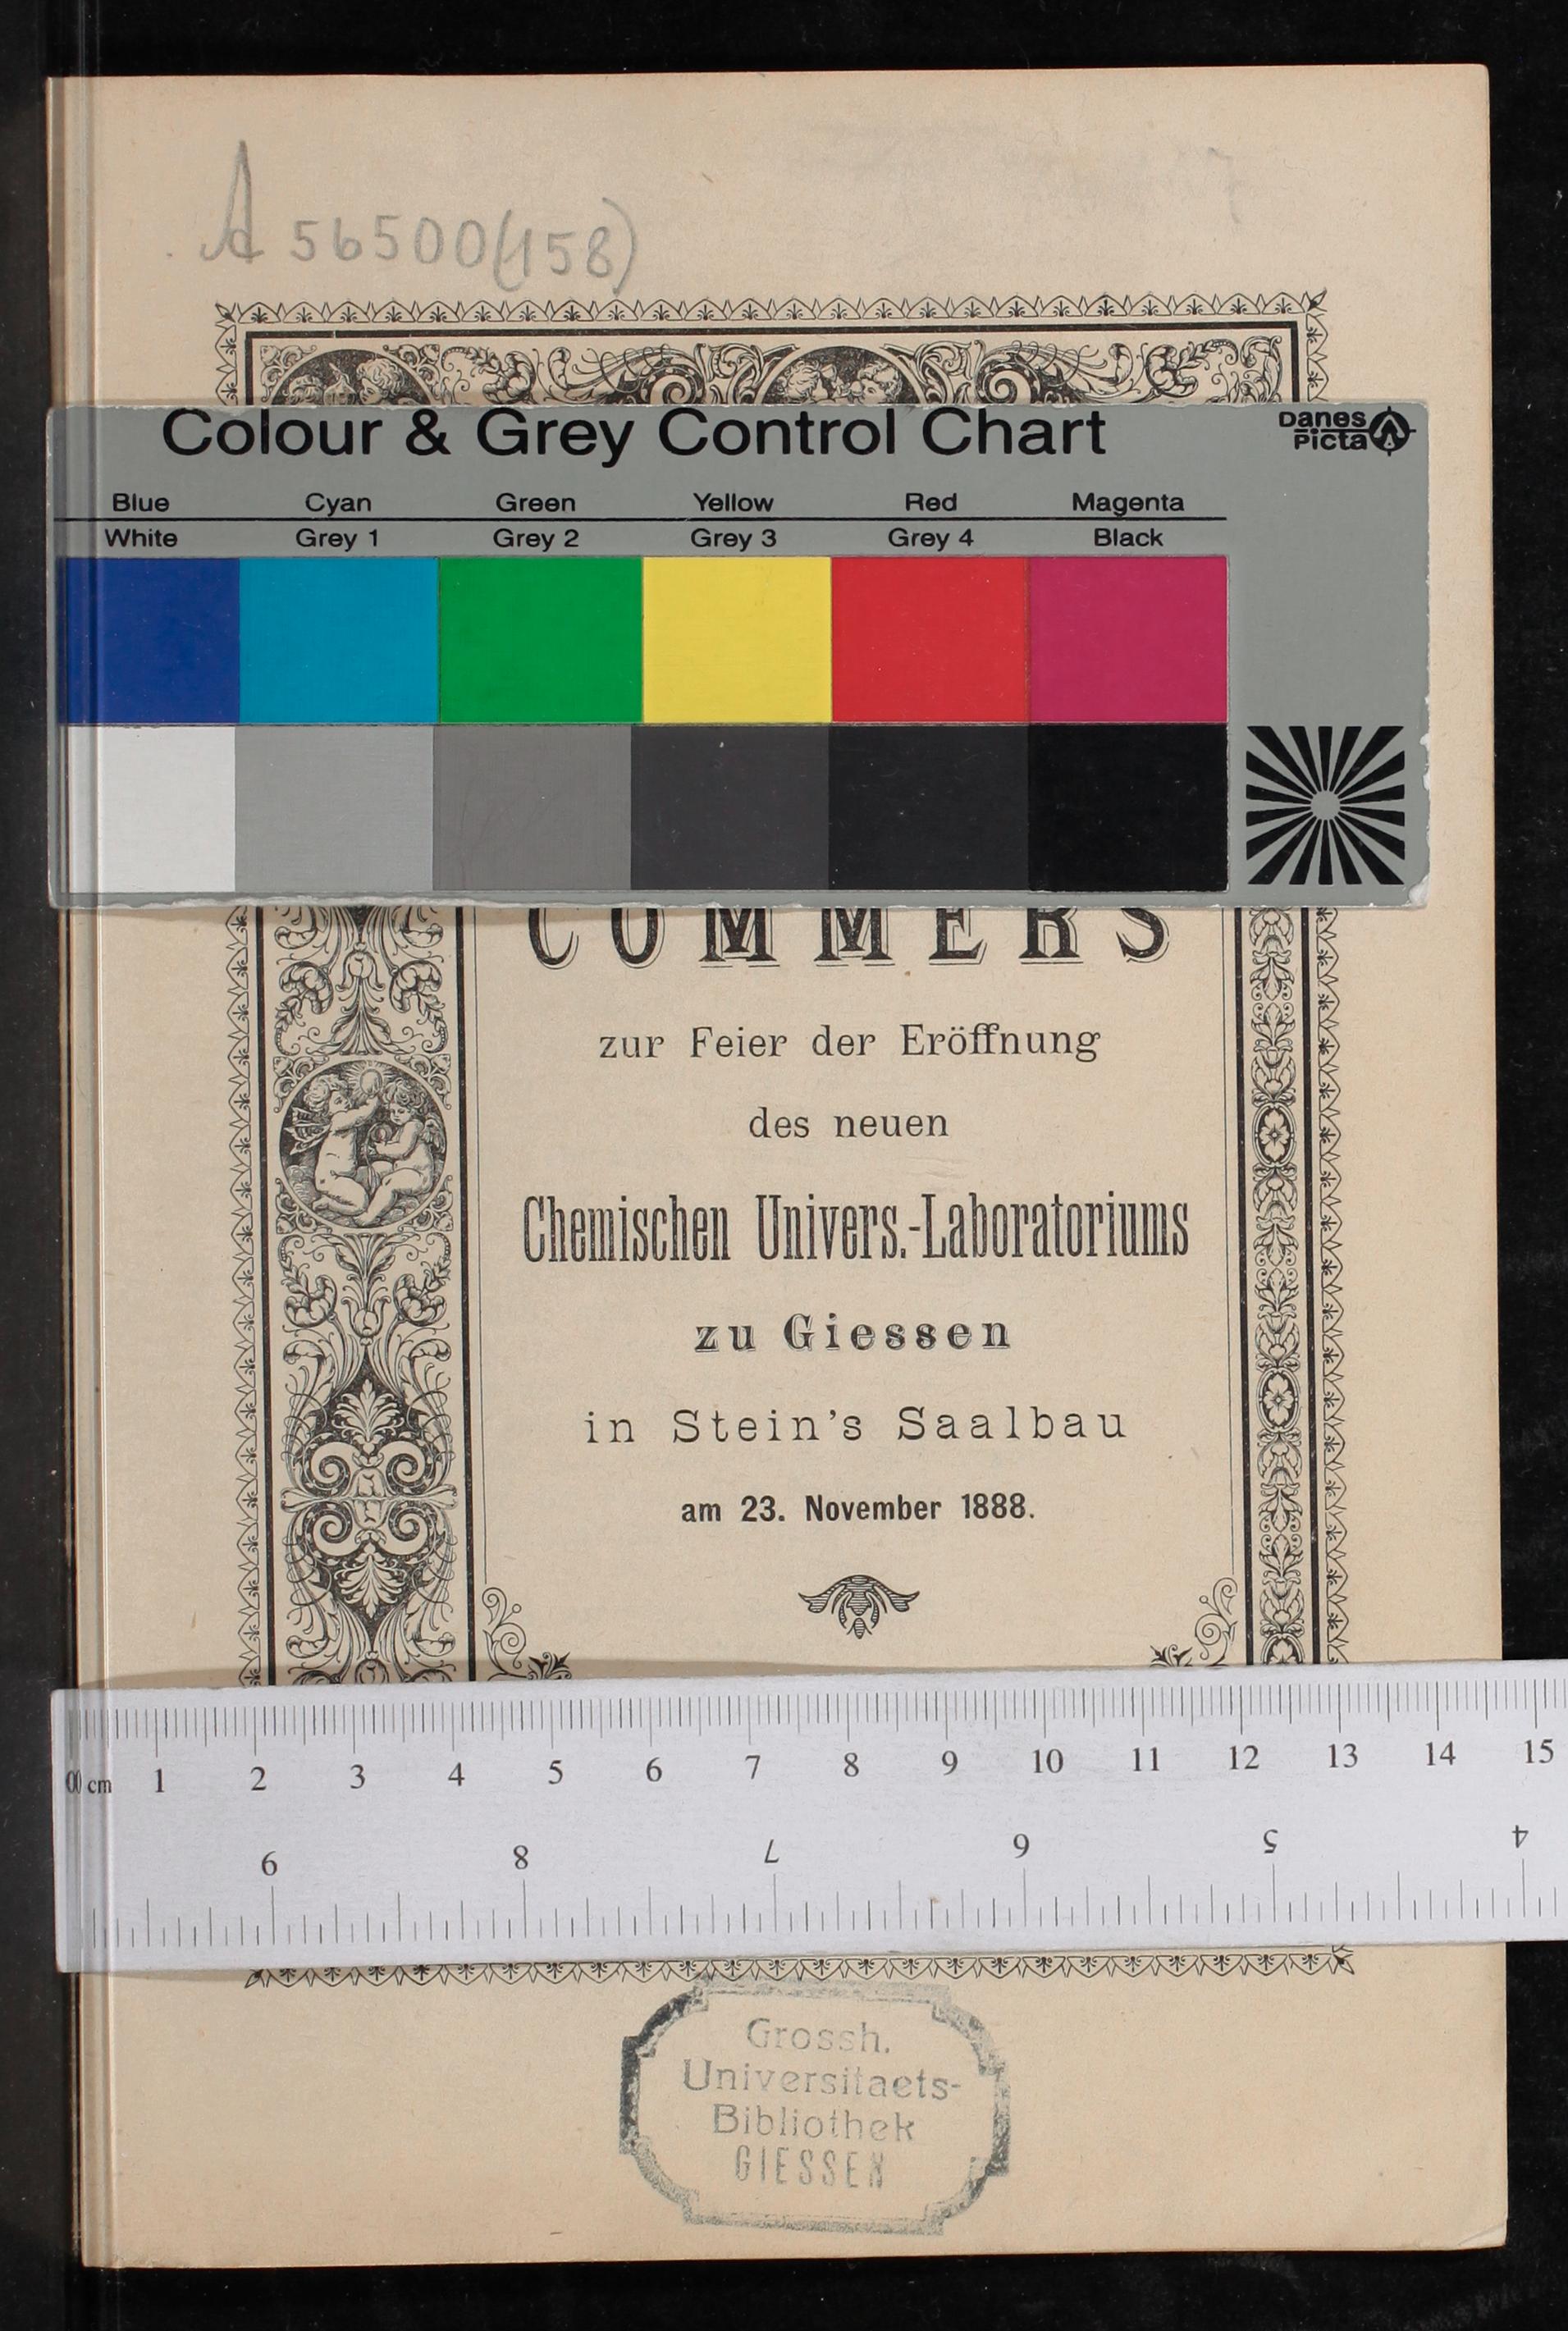 A 56500(158)
Colour & Grey Control Chart
Danes
Picta
Blue Cyan Green Yellow Red Magenta
White Grey 1 Grey 2 Grey 3 Grey 4 Black
COMMERS
zur Feier der Eröffnung
des neuen
Chemischen Univers.-Laboratoriums
zu Giessen
in Stein's Saalbau
am 23. November 1888.
0 cm 1 2 3 4 5 6 7 8 9 10 11 12 13 14 15
9 8 7 6 5 4
Grossh.
Universitaets-
Bibliothek
GIESSEN